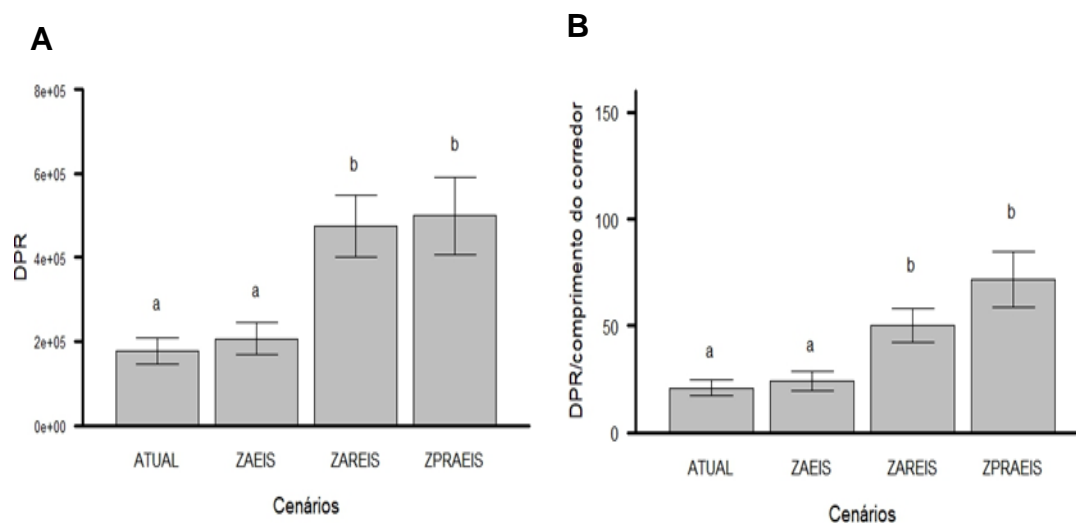 A
DPR
8e+05
6e+05
4e+05
2e+05
0e+00
a
a
b
b
ATUAL
ZAEIS
ZAREIS
ZPRAEIS
Cenários
B
DPR/comprimento do corredor
150
100
50
0
a
a
b
b
ATUAL
ZAEIS
ZAREIS
ZPRAEIS
Cenários